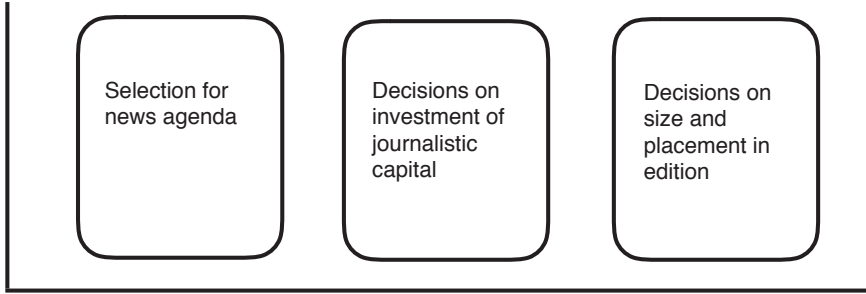 Selection for
news agenda
Decisions on
investment of
journalistic
capital
Decisions on
size and
placement in
edition